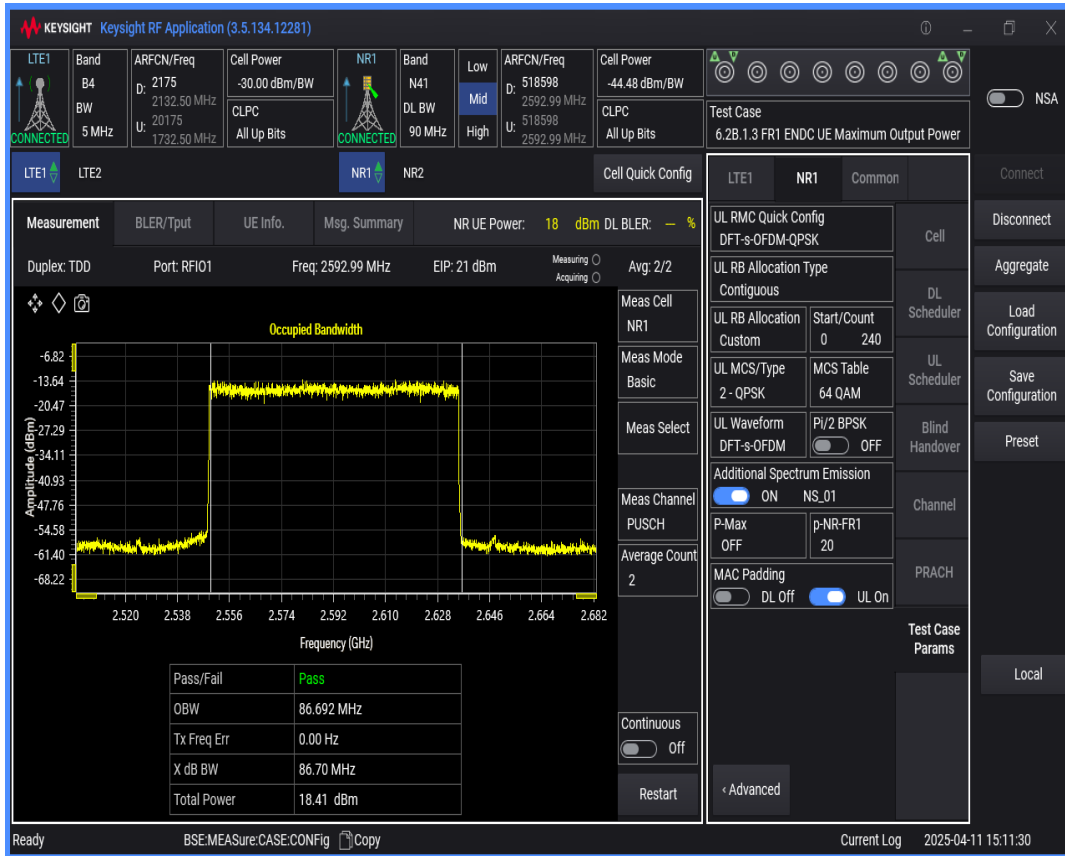 KEYSIGHT Keysight RF Application (3.5.134.12281)
LTE1
CONNECTED
Band
B4
BW
5 MHz
ARFCN/Freq
D: 2175
2132.50 MHz
U: 20175
1732.50 MHz
Cell Power
-30.00 dBm/BW
CLPC
All Up Bits
NR1
CONNECTED
Band
N41
DL BW
90 MHz
Low
Mid
High
ARFCN/Freq
D: 518598
2592.99 MHz
U: 518598
2592.99 MHz
Cell Power
-44.48 dBm/BW
CLPC
All Up Bits
Test Case
6.2B.1.3 FR1 ENDC UE Maximum Output Power
NSA
LTE1 LTE2 NR1 NR2 Cell Quick Config
Measurement BLER/Tput UE Info. Msg. Summary NR UE Power: 18 dBm DL BLER: — %
Duplex: TDD Port: RFIO1 Freq: 2592.99 MHz EIP: 21 dBm Measuring Acquiring Avg: 2/2
Occupied Bandwidth
Amplitude (dBm)
-6.82
-13.64
-20.47
-27.29
-34.11
-40.93
-47.76
-54.58
-61.40
-68.22
2.520 2.538 2.556 2.574 2.592 2.610 2.628 2.646 2.664 2.682
Frequency (GHz)
Pass/Fail Pass
OBW 86.692 MHz
Tx Freq Err 0.00 Hz
X dB BW 86.70 MHz
Total Power 18.41 dBm
Meas Cell
NR1
Meas Mode
Basic
Meas Select
Meas Channel
PUSCH
Average Count
2
Continuous
Off
Restart
LTE1 NR1 Common
UL RMC Quick Config
DFT-s-OFDM-QPSK
UL RB Allocation Type
Contiguous
UL RB Allocation
Custom
Start/Count
0 240
UL MCS/Type
2 - QPSK
MCS Table
64 QAM
UL Waveform
DFT-s-OFDM
Pi/2 BPSK
OFF
Additional Spectrum Emission
ON NS_01
P-Max
OFF
p-NR-FR1
20
MAC Padding
DL Off UL On
‹ Advanced
Cell
DL
Scheduler
UL
Scheduler
Blind
Handover
Channel
PRACH
Test Case
Params
Connect
Disconnect
Aggregate
Load
Configuration
Save
Configuration
Preset
Local
Ready BSE:MEASure:CASE:CONFig Copy Current Log 2025-04-11 15:11:30